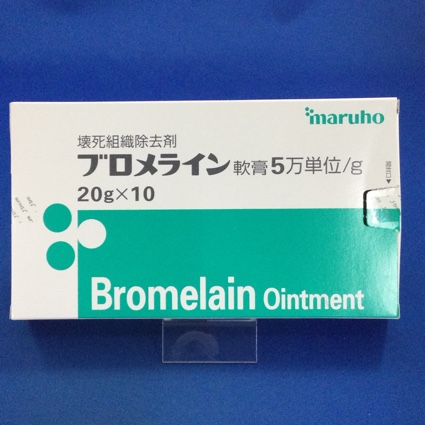 maruho
壊死組織除去剤
ブロメライン軟膏5万単位/g
20g×10
Bromelain Ointment